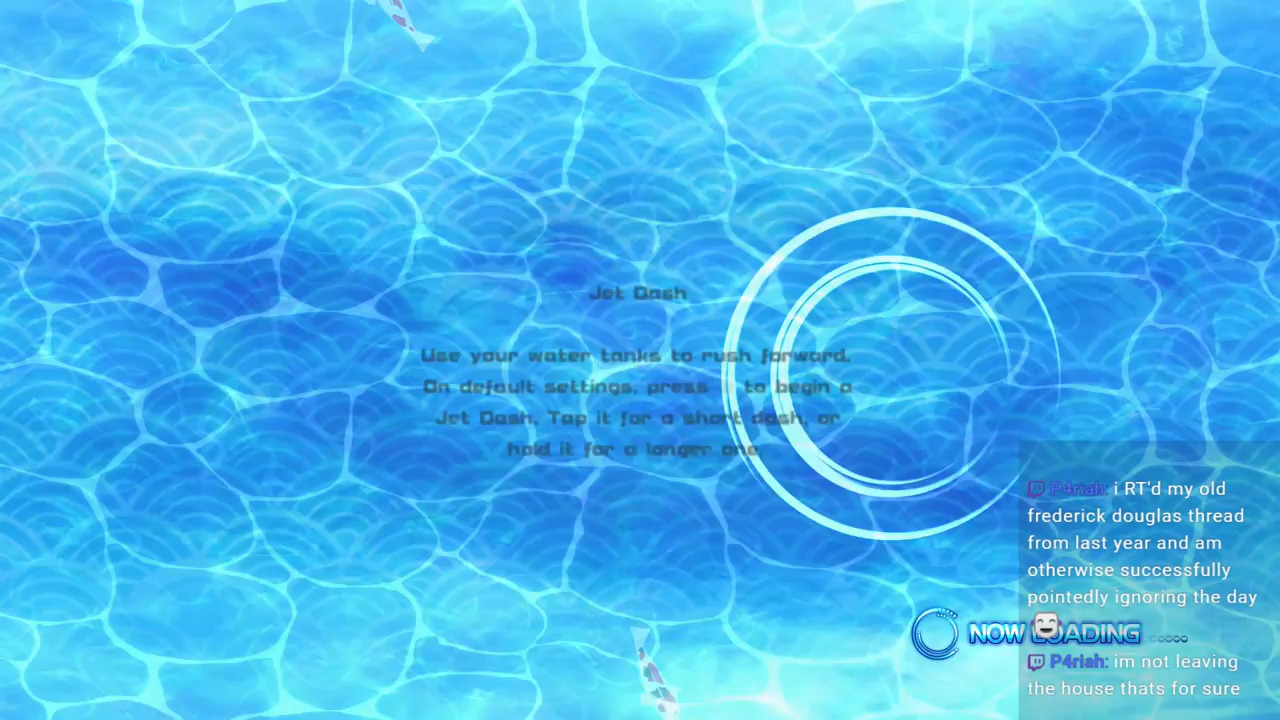 Jet Dash
Use your water tanks to rush forward.
On default settings, press to begin a
Jet Dash. Tap it for a short dash, or
hold it for a longer one.
P4riah: i RT'd my old
frederick douglas thread
from last year and am
otherwise successfully
pointedly ignoring the day
NOW LOADING
P4riah: im not leaving
the house thats for sure